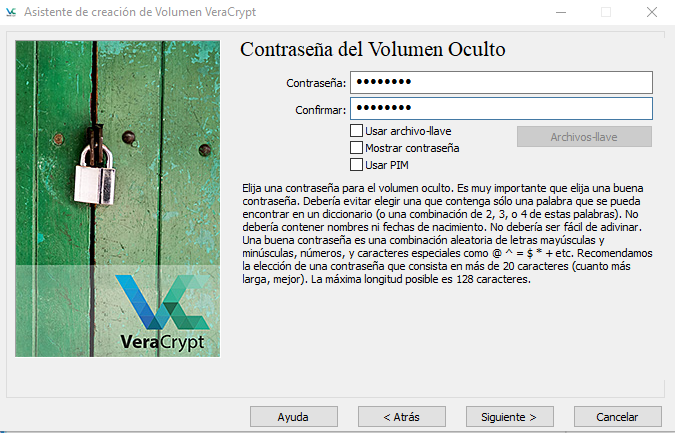 Asistente de creación de Volumen VeraCrypt
Contraseña del Volumen Oculto
Contraseña: ●●●●●●●●
Confirmar: ●●●●●●●●
Usar archivo-llave
Archivos-llave
Mostrar contraseña
Usar PIM
Elija una contraseña para el volumen oculto. Es muy importante que elija una buena
contraseña. Debería evitar elegir una que contenga sólo una palabra que se pueda
encontrar en un diccionario (o una combinación de 2, 3, o 4 de estas palabras). No
debería contener nombres ni fechas de nacimiento. No debería ser fácil de adivinar.
Una buena contraseña es una combinación aleatoria de letras mayúsculas y
minúsculas, números, y caracteres especiales como @ ^ = $ * + etc. Recomendamos
la elección de una contraseña que consista en más de 20 caracteres (cuanto más
larga, mejor). La máxima longitud posible es 128 caracteres.
VeraCrypt
Ayuda
< Atrás
Siguiente >
Cancelar